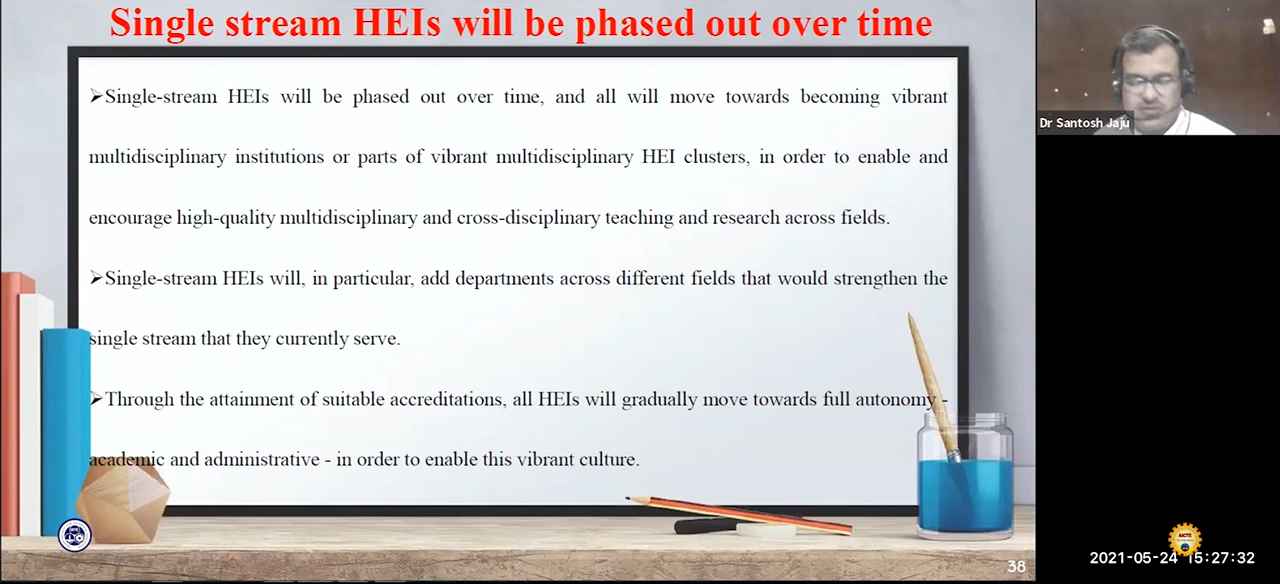 Single stream HEIs will be phased out over time
➢Single-stream HEIs will be phased out over time, and all will move towards becoming vibrant
multidisciplinary institutions or parts of vibrant multidisciplinary HEI clusters, in order to enable and
encourage high-quality multidisciplinary and cross-disciplinary teaching and research across fields.
➢Single-stream HEIs will, in particular, add departments across different fields that would strengthen the
single stream that they currently serve.
➢Through the attainment of suitable accreditations, all HEIs will gradually move towards full autonomy -
academic and administrative - in order to enable this vibrant culture.
38
Dr Santosh Jaju
AICTE
2021-05-24 15:27:32